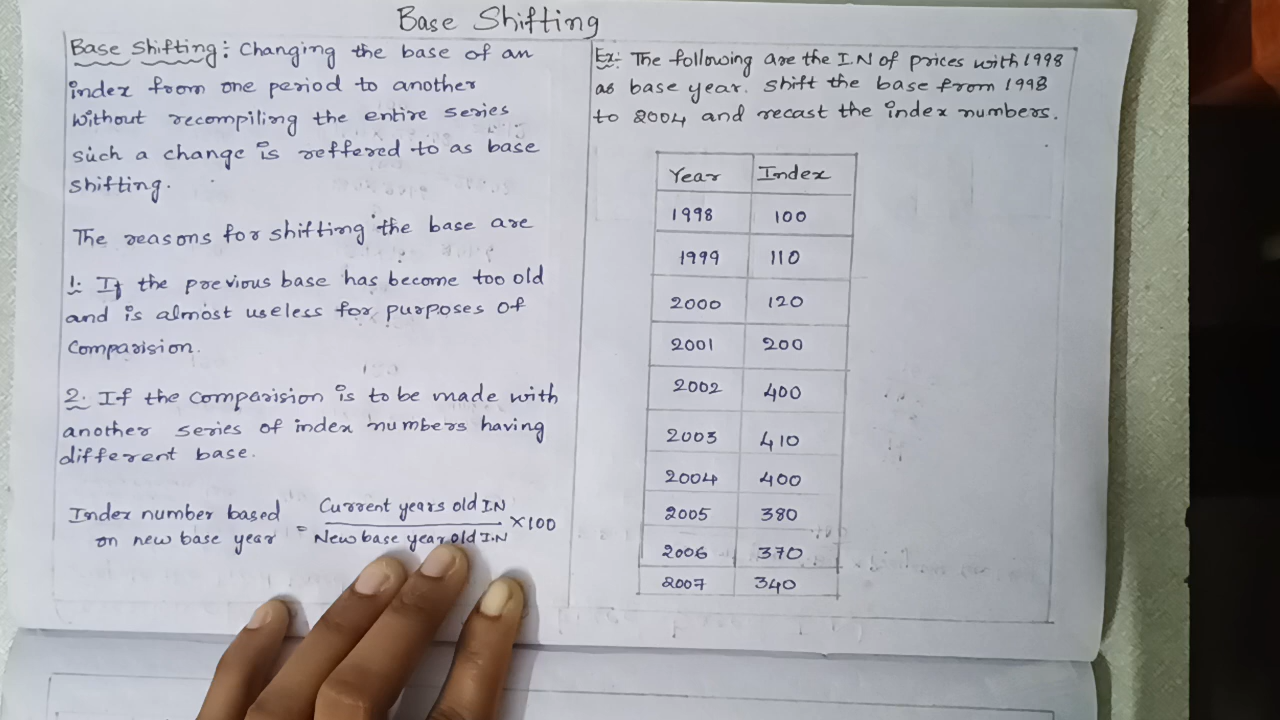 Base Shifting
Base Shifting: Changing the base of an
index from one period to another
without recompiling the entire series
such a change is reffered to as base
shifting.
The reasons for shifting the base are
1. If the previous base has become too old
and is almost useless for purposes of
Comparision.
2. If the comparision is to be made with
another series of index numbers having
different base.
Index number based on new base year = Current years old I.N / New base year old I.N × 100
Ex: The following are the I.N of prices with 1998
as base year. Shift the base from 1998
to 2004 and recast the index numbers.
Year Index
1998 100
1999 110
2000 120
2001 200
2002 400
2003 410
2004 400
2005 380
2006 370
2007 340